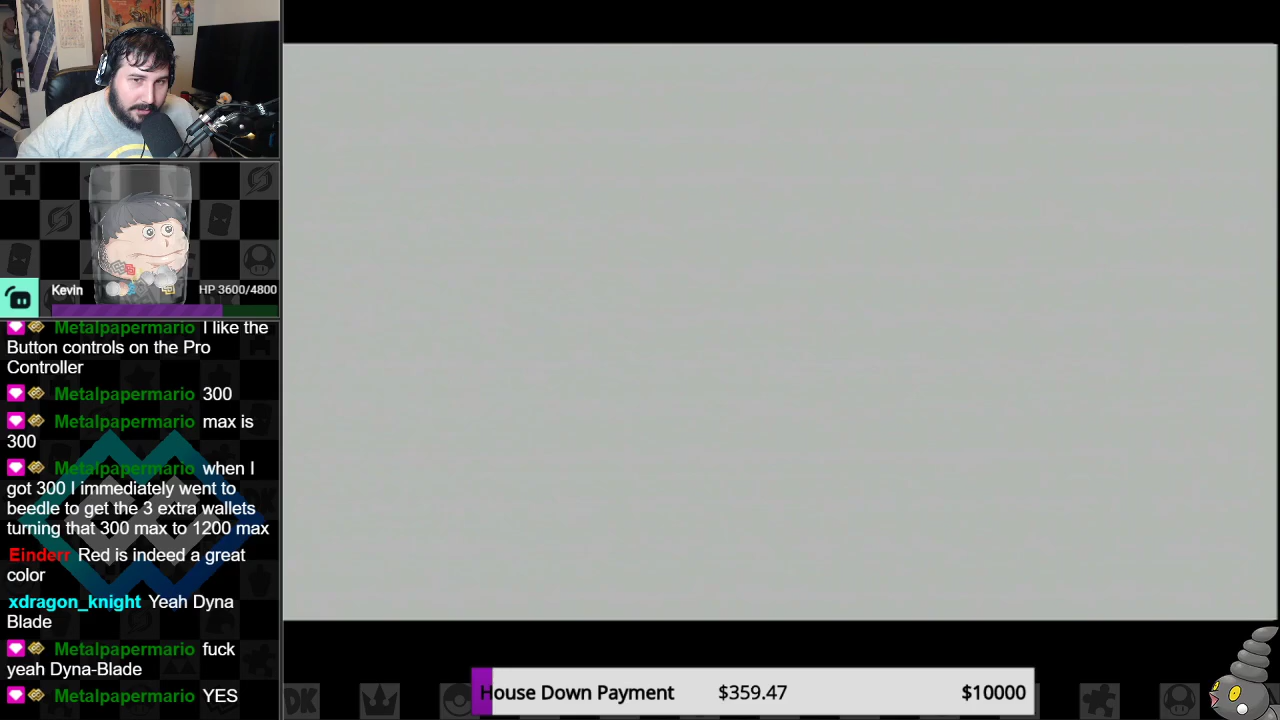 Kevin HP 3600/4800
Metalpapermario I like the
Button controls on the Pro
Controller
Metalpapermario 300
Metalpapermario max is
300
Metalpapermario when I
got 300 I immediately went to
beedle to get the 3 extra wallets
turning that 300 max to 1200 max
Einderr Red is indeed a great
color
xdragon_knight Yeah Dyna
Blade
Metalpapermario fuck
yeah Dyna-Blade
Metalpapermario YES
House Down Payment $359.47 $10000
DK